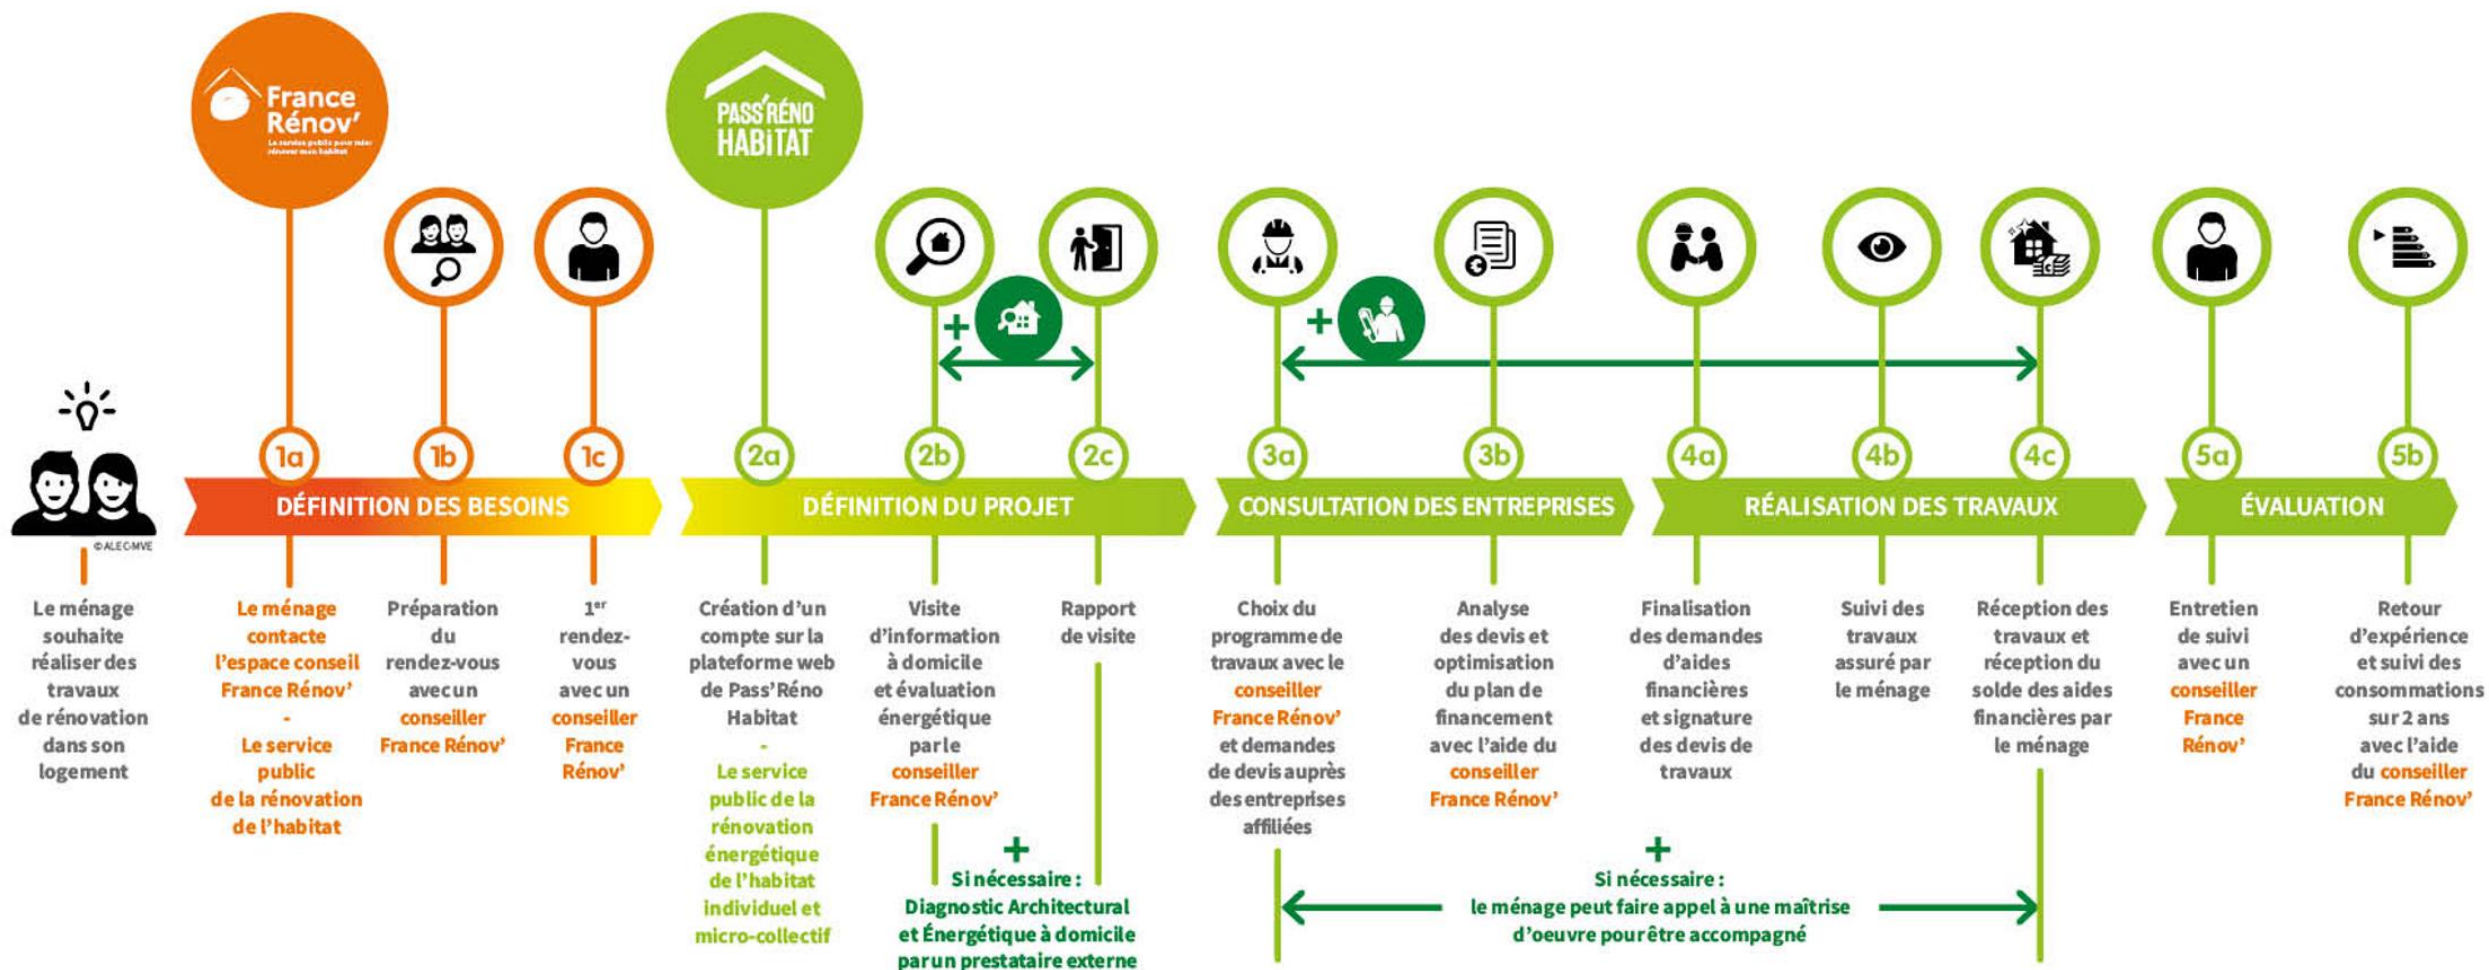 France
Rénov'
Le service public pour mieux
rénover mon habitat
PASS'RÉNO
HABITAT
+
+
1a
1b
1c
2a
2b
2c
3a
3b
4a
4b
4c
5a
5b
DÉFINITION DES BESOINS
DÉFINITION DU PROJET
CONSULTATION DES ENTREPRISES
RÉALISATION DES TRAVAUX
ÉVALUATION
©ALEC-MVE
Le ménage
souhaite
réaliser des
travaux
de rénovation
dans son
logement
Le ménage
contacte
l'espace conseil
France Rénov'
-
Le service
public
de la rénovation
de l'habitat
Préparation
du
rendez-vous
avec un
conseiller
France Rénov'
1er
rendez-
vous
avec un
conseiller
France
Rénov'
Création d'un
compte sur la
plateforme web
de Pass'Réno
Habitat
-
Le service
public de la
rénovation
énergétique
de l'habitat
individuel et
micro-collectif
Visite
d'information
à domicile
et évaluation
énergétique
par le
conseiller
France Rénov'
Rapport
de visite
+
Si nécessaire :
Diagnostic Architectural
et Énergétique à domicile
par un prestataire externe
Choix du
programme de
travaux avec le
conseiller
France Rénov'
et demandes
de devis auprès
des entreprises
affiliées
Analyse
des devis et
optimisation
du plan de
financement
avec l'aide du
conseiller
France Rénov'
Finalisation
des demandes
d'aides
financières
et signature
des devis de
travaux
Suivi des
travaux
assuré par
le ménage
Réception des
travaux et
réception du
solde des aides
financières par
le ménage
+
Si nécessaire :
le ménage peut faire appel à une maîtrise
d'oeuvre pour être accompagné
Entretien
de suivi
avec un
conseiller
France
Rénov'
Retour
d'expérience
et suivi des
consommations
sur 2 ans
avec l'aide
du conseiller
France Rénov'